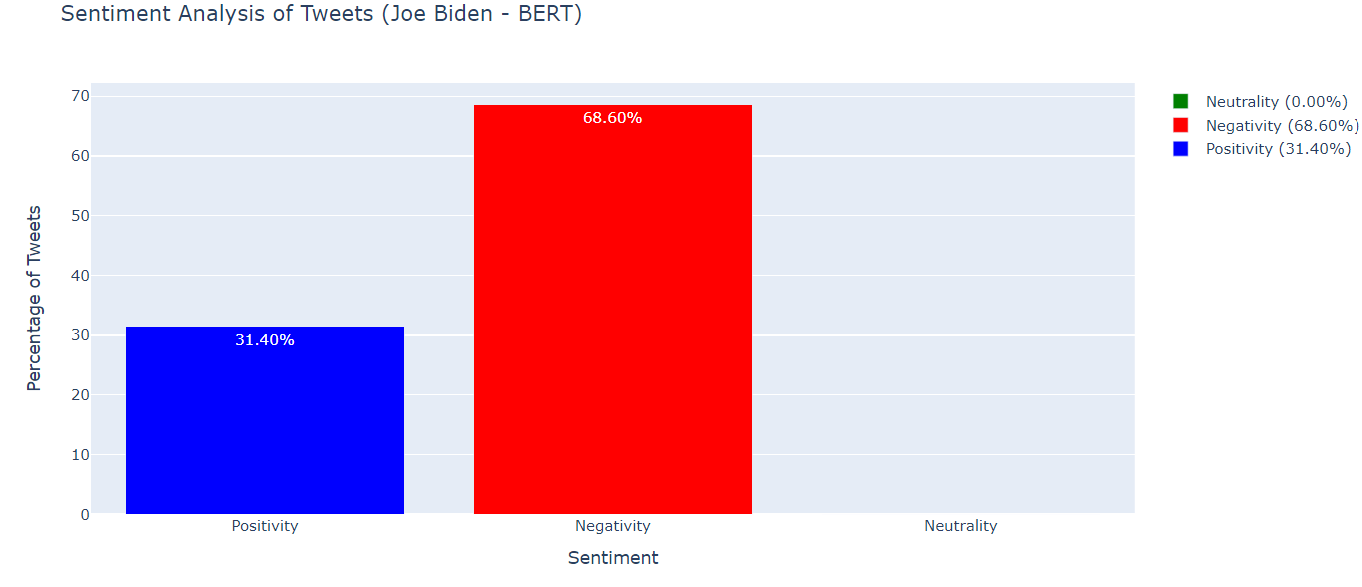 Sentiment Analysis of Tweets (Joe Biden - BERT)
Neutrality (0.00%)
Negativity (68.60%)
Positivity (31.40%)
Percentage of Tweets
70
60
50
40
30
20
10
0
68.60%
31.40%
Positivity
Negativity
Neutrality
Sentiment